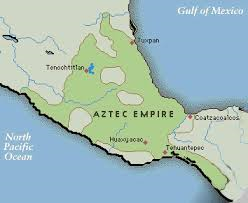 Gulf of Mexico
Tuxpan
Tenochtitlan
AZTEC EMPIRE
Coatzacoalcos
Huaxyacac
Tehuantepec
North
Pacific
Ocean